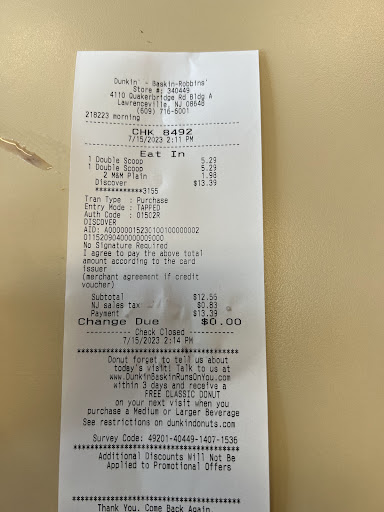 Dunkin' - Baskin-Robbins'
Store #: 340449
4110 Quakerbridge Rd Bldg A
Lawrenceville, NJ 08648
(609) 716-6001
218223 morning
CHK 8492
7/15/2023 2:11 PM
Eat In
1 Double Scoop 5.29
1 Double Scoop 5.29
2 M&M Plain 1.98
Discover $13.39
************3155
Tran Type : Purchase
Entry Mode : TAPPED
Auth Code : 01502R
DISCOVER
AID: A0000001523010010000002
01152090400000009000
No Signature Required
I agree to pay the above total
amount according to the card
issuer
(merchant agreement if credit
voucher)
Subtotal $12.56
NJ sales tax $0.83
Payment $13.39
Change Due $0.00
Check Closed
7/15/2023 2:14 PM
Donut forget to tell us about
today's visit! Talk to us at
www.DunkinBaskinRunsOnYou.com
within 3 days and receive a
FREE CLASSIC DONUT
on your next visit when you
purchase a Medium or Larger Beverage
See restrictions on dunkindonuts.com
Survey Code: 49201-40449-1407-1536
Additional Discounts Will Not Be
Applied to Promotional Offers
Thank You, Come Back Again.